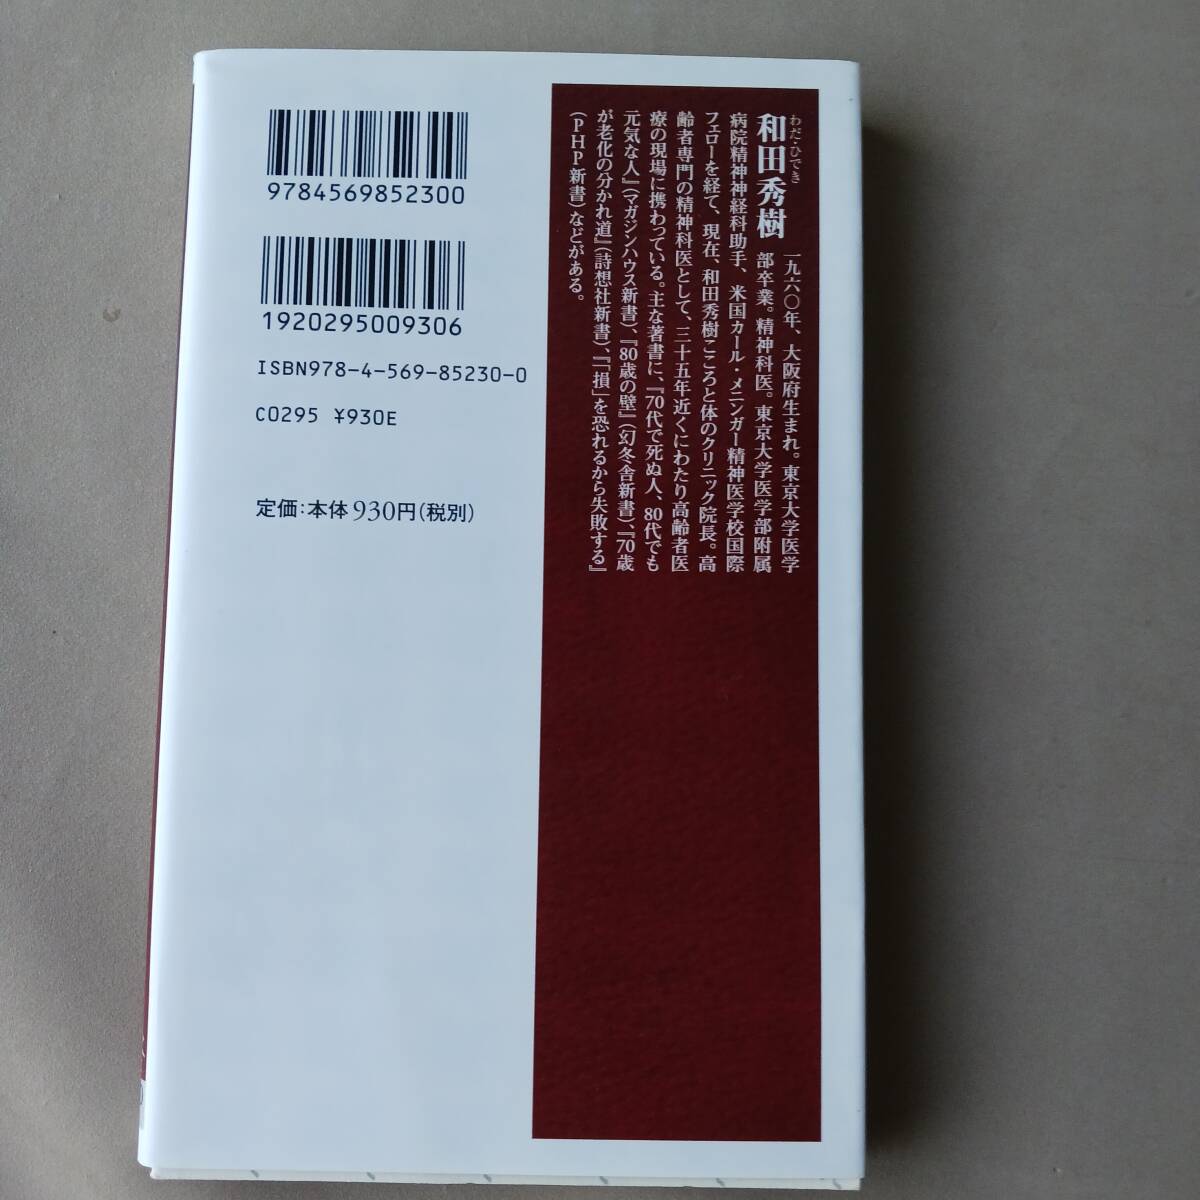 わだ・ひでき
和田秀樹
一九六〇年、大阪府生まれ。東京大学医学
部卒業。精神科医。東京大学医学部附属
病院精神神経科助手、米国カール・メニンガー精神医学校国際
フェローを経て、現在、和田秀樹こころと体のクリニック院長。高
齢者専門の精神科医として、三十五年近くにわたり高齢者医
療の現場に携わっている。主な著書に、『70代で死ぬ人、80代でも
元気な人』(マガジンハウス新書)、『80歳の壁』(幻冬舎新書)、『70歳
が老化の分かれ道』(詩想社新書)、『「損」を恐れるから失敗する』
(PHP新書)などがある。
9784569852300
1920295009306
ISBN978-4-569-85230-0
C0295 ¥930E
定価:本体930円(税別)